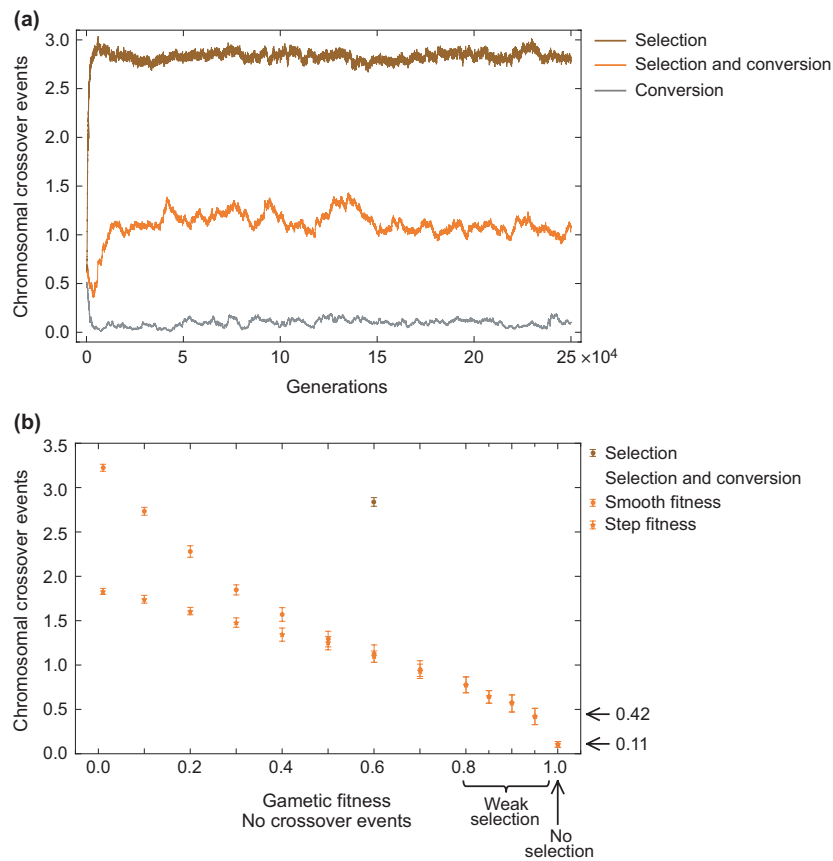 (a)
Chromosomal crossover events
3.0
2.5
2.0
1.5
1.0
0.5
0.0
0
5
10
15
20
25 ×10⁴
Generations
Selection
Selection and conversion
Conversion
(b)
Chromosomal crossover events
3.5
3.0
2.5
2.0
1.5
1.0
0.5
0.0
0.0
0.2
0.4
0.6
0.8
1.0
Gametic fitness
No crossover events
Weak
selection
No
selection
Selection
Selection and conversion
Smooth fitness
Step fitness
0.42
0.11